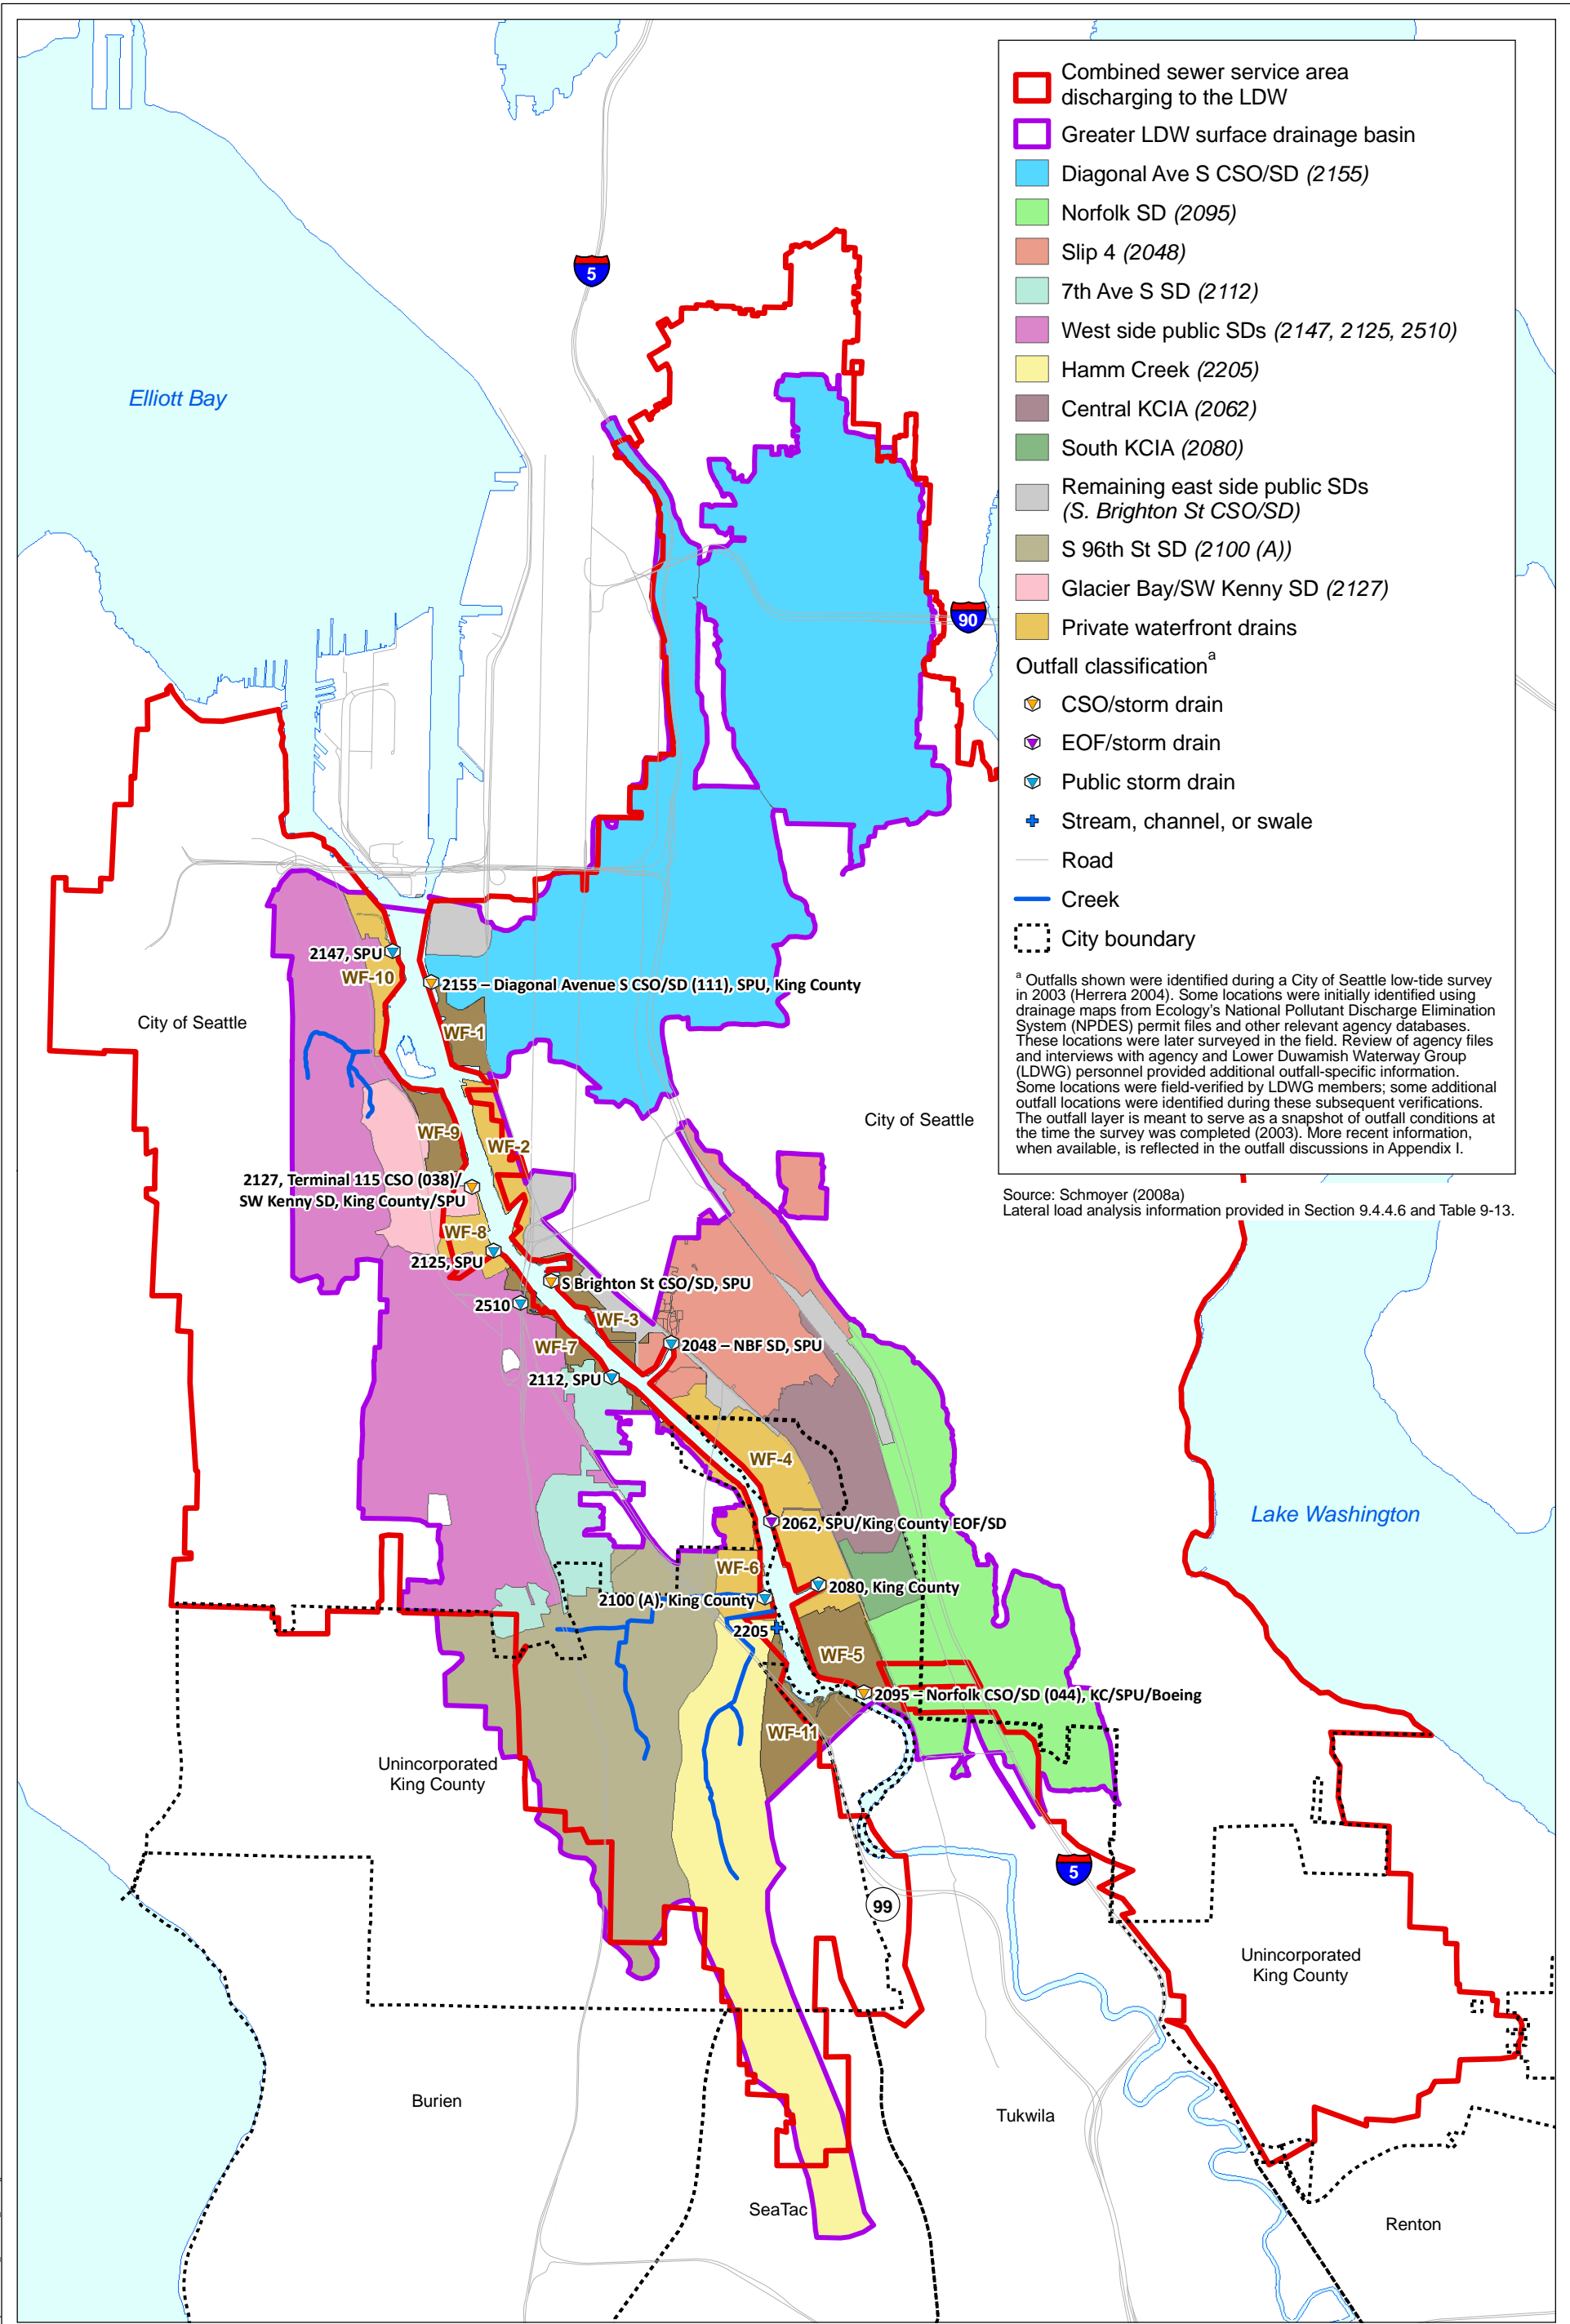 Combined sewer service area
discharging to the LDW
Greater LDW surface drainage basin
Diagonal Ave S CSO/SD (2155)
Norfolk SD (2095)
Slip 4 (2048)
7th Ave S SD (2112)
West side public SDs (2147, 2125, 2510)
Hamm Creek (2205)
Central KCIA (2062)
South KCIA (2080)
Remaining east side public SDs
(S. Brighton St CSO/SD)
S 96th St SD (2100 (A))
Glacier Bay/SW Kenny SD (2127)
Private waterfront drains
Outfall classification a
CSO/storm drain
EOF/storm drain
Public storm drain
Stream, channel, or swale
Road
Creek
City boundary
a Outfalls shown were identified during a City of Seattle low-tide survey
in 2003 (Herrera 2004). Some locations were initially identified using
drainage maps from Ecology's National Pollutant Discharge Elimination
System (NPDES) permit files and other relevant agency databases.
These locations were later surveyed in the field. Review of agency files
and interviews with agency and Lower Duwamish Waterway Group
(LDWG) personnel provided additional outfall-specific information.
Some locations were field-verified by LDWG members; some additional
outfall locations were identified during these subsequent verifications.
The outfall layer is meant to serve as a snapshot of outfall conditions at
the time the survey was completed (2003). More recent information,
when available, is reflected in the outfall discussions in Appendix I.
Source: Schmoyer (2008a)
Lateral load analysis information provided in Section 9.4.4.6 and Table 9-13.
5
Elliott Bay
90
2147, SPU
WF-10
2155 – Diagonal Avenue S CSO/SD (111), SPU, King County
City of Seattle
WF-1
City of Seattle
WF-9
WF-2
2127, Terminal 115 CSO (038)/
SW Kenny SD, King County/SPU
WF-8
2125, SPU
S Brighton St CSO/SD, SPU
2510
WF-3
WF-7
2048 – NBF SD, SPU
2112, SPU
WF-4
Lake Washington
2062, SPU/King County EOF/SD
WF-6
2080, King County
2100 (A), King County
2205
WF-5
2095 – Norfolk CSO/SD (044), KC/SPU/Boeing
WF-11
Unincorporated
King County
5
99
Unincorporated
King County
Burien
Tukwila
SeaTac
Renton